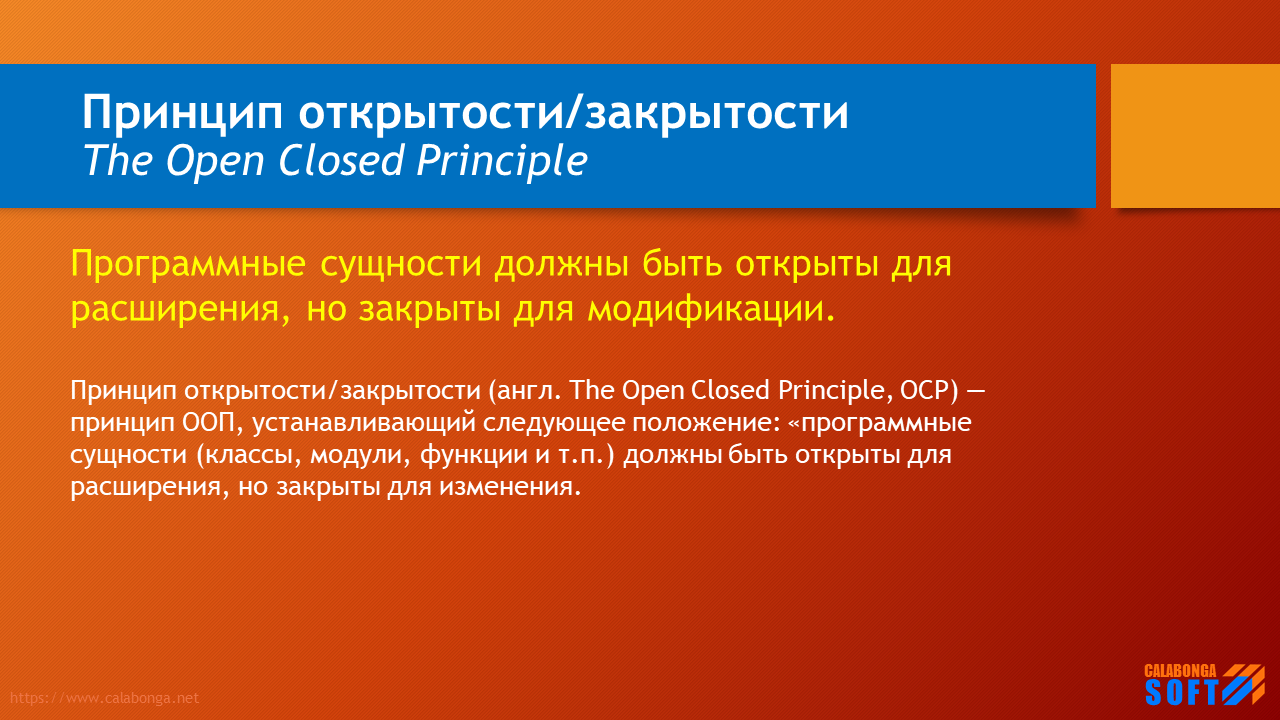 Принцип открытости/закрытости
The Open Closed Principle
Программные сущности должны быть открыты для
расширения, но закрыты для модификации.
Принцип открытости/закрытости (англ. The Open Closed Principle, OCP) —
принцип ООП, устанавливающий следующее положение: «программные
сущности (классы, модули, функции и т.п.) должны быть открыты для
расширения, но закрыты для изменения.
https://www.calabonga.net
CALABONGA
SOFT